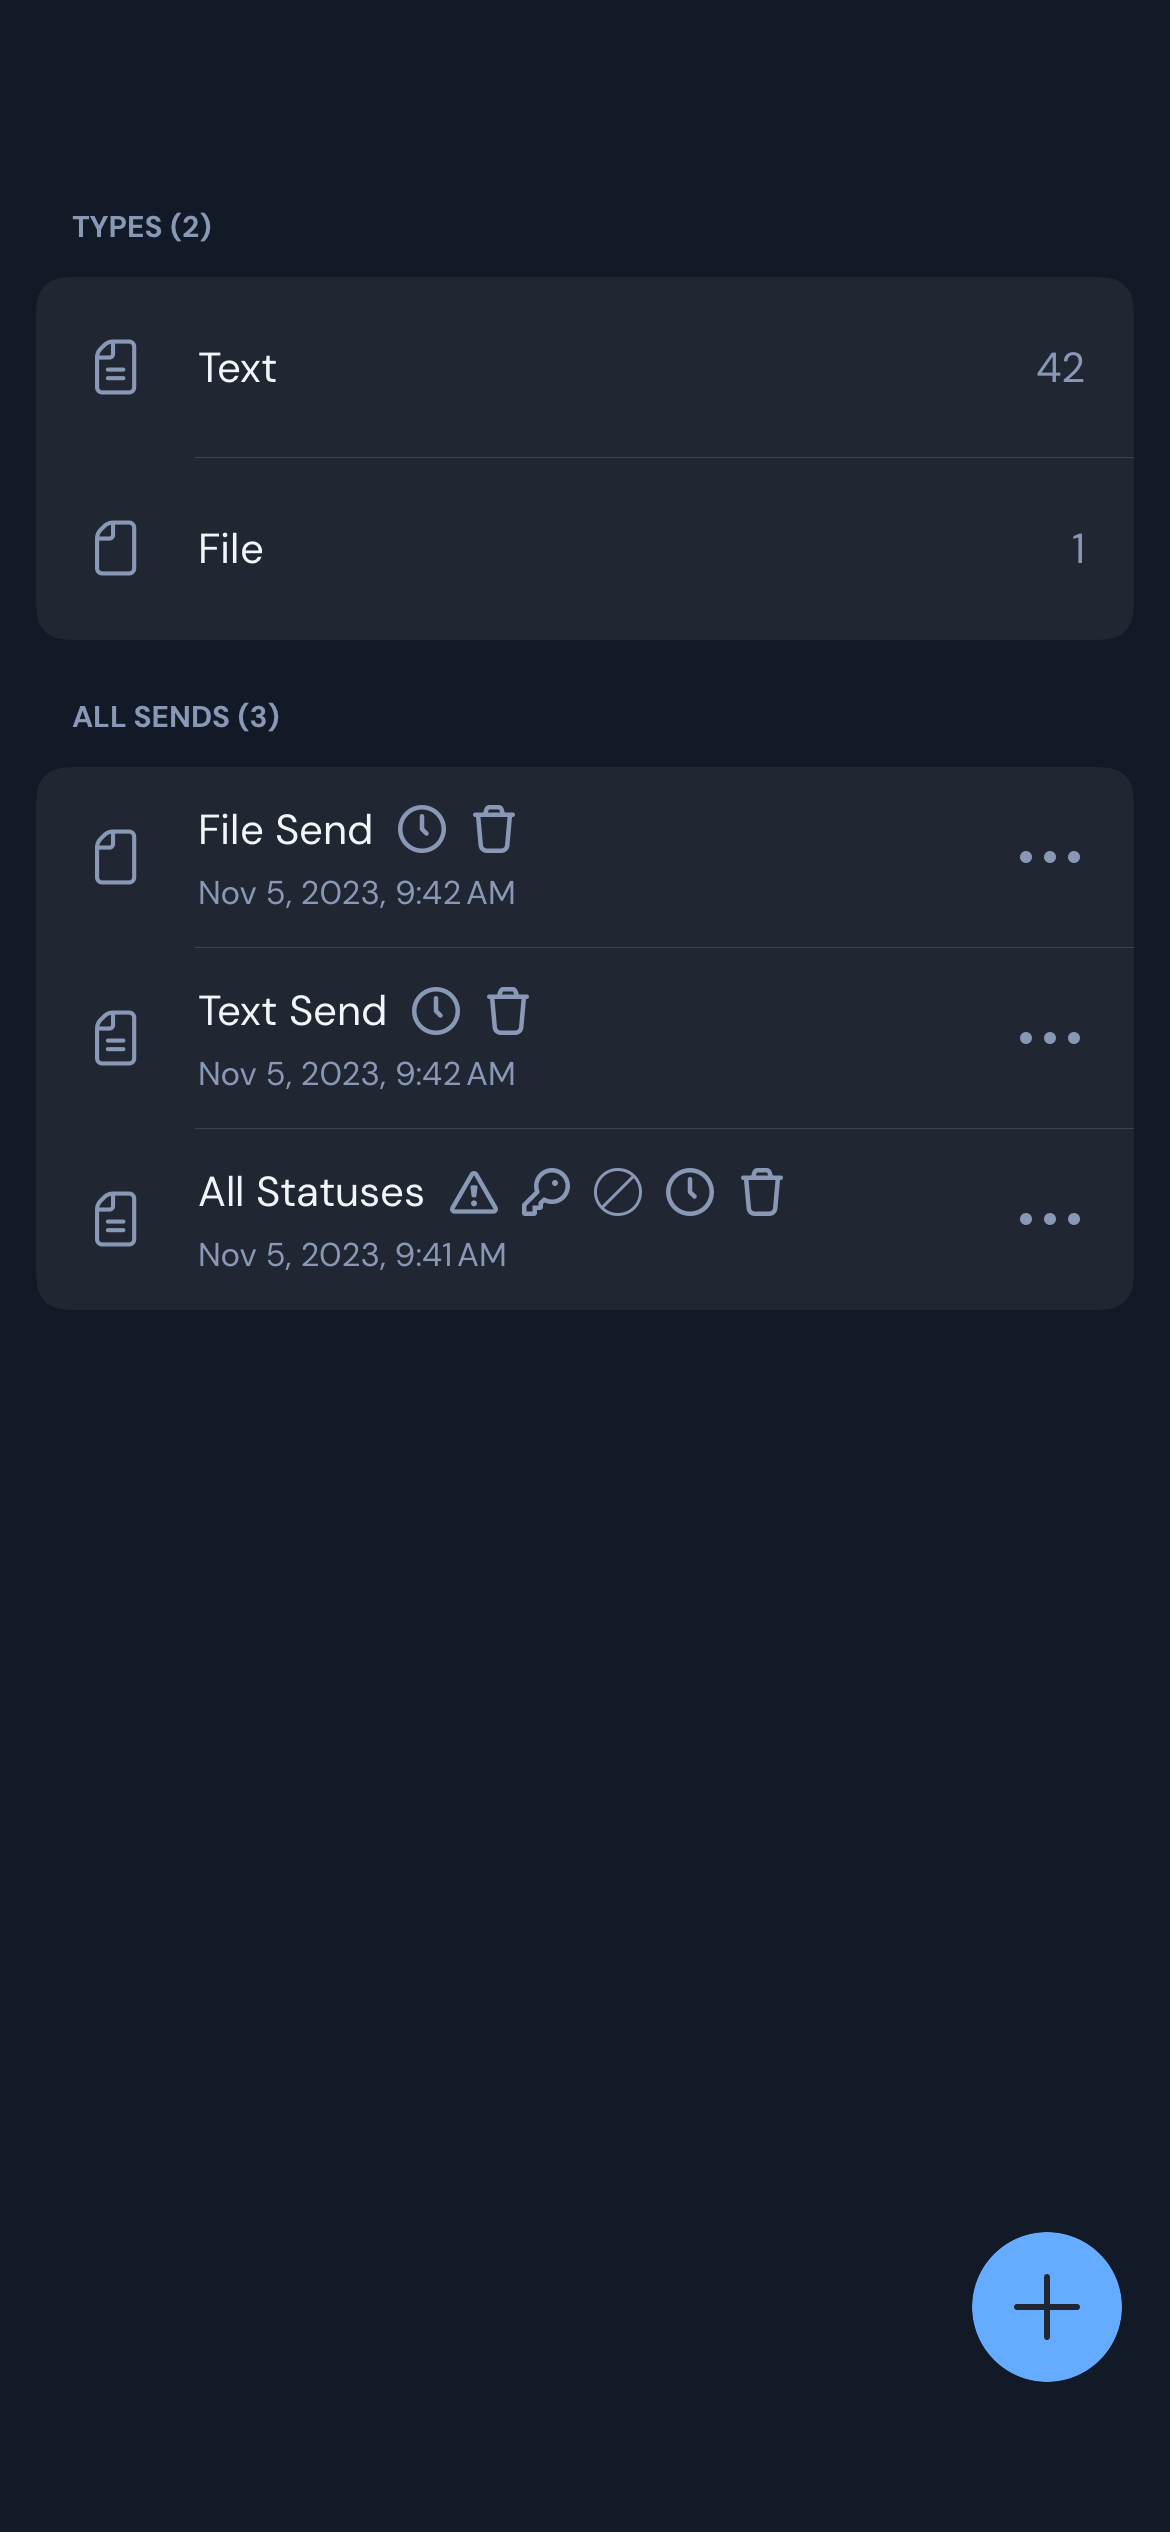 TYPES (2)
Text 42
File 1
ALL SENDS (3)
File Send
Nov 5, 2023, 9:42 AM
Text Send
Nov 5, 2023, 9:42 AM
All Statuses
Nov 5, 2023, 9:41 AM